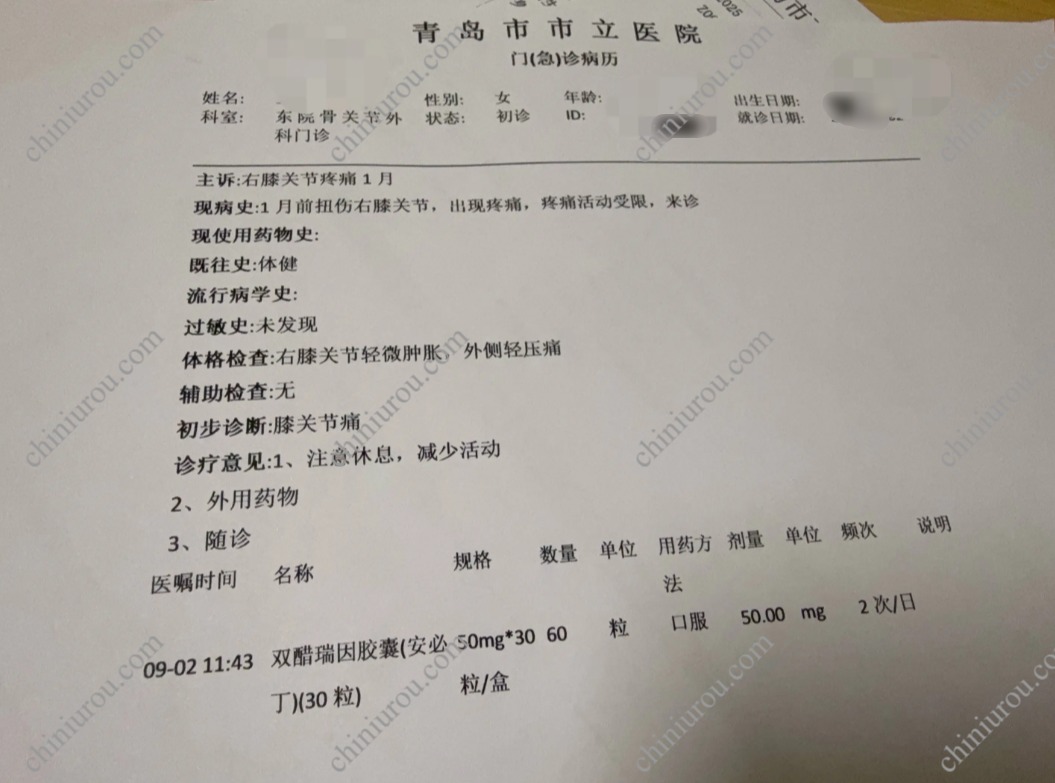 2025
青岛市市立医院
门(急)诊病历
姓名: 性别: 女 年龄: 出生日期:
科室: 东院骨关节外科门诊 状态: 初诊 ID: 就诊日期:
主诉:右膝关节疼痛1月
现病史:1月前扭伤右膝关节，出现疼痛，疼痛活动受限，来诊
现使用药物史:
既往史:体健
流行病学史:
过敏史:未发现
体格检查:右膝关节轻微肿胀，外侧轻压痛
辅助检查:无
初步诊断:膝关节痛
诊疗意见:1、注意休息，减少活动
2、外用药物
3、随诊
医嘱时间 名称 规格 数量 单位 用药方法 剂量 单位 频次 说明
09-02 11:43 双醋瑞因胶囊(安必丁)(30粒) 50mg*30粒/盒 60 粒 口服 50.00 mg 2次/日
chiniurou.com